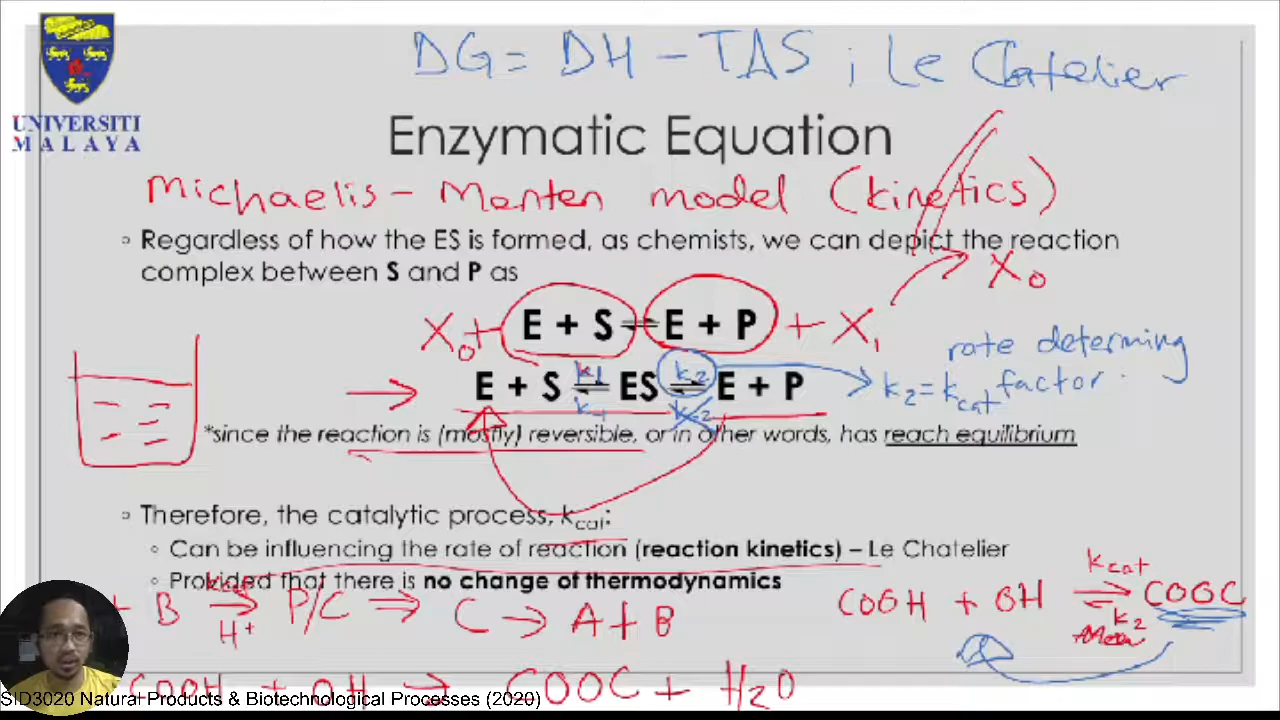 DG = DH - TΔS ; Le Chatelier
UNIVERSITI
MALAYA
Enzymatic Equation
Michaelis - Menten model (kinetics)
◦ Regardless of how the ES is formed, as chemists, we can depict the reaction
complex between S and P as
X₀
X₀ + E + S ⇌ E + P + X₁
rate determining
factor.
k₁ k₂
→ E + S ⇌ ES ⇌ E + P
k₂ = kcat
k₋₁ k₋₂
*since the reaction is (mostly) reversible, or in other words, has reach equilibrium
◦ Therefore, the catalytic process, kcat:
◦ Can be influencing the rate of reaction (reaction kinetics) – Le Chatelier
◦ Provided that there is no change of thermodynamics
kcat
+ B → P/C ⇒ C → A + B
H⁺
kcat
COOH + OH ⇌ COOC
k₂
COOH + OH → COOC + H₂O
SID3020 Natural Products & Biotechnological Processes (2020)